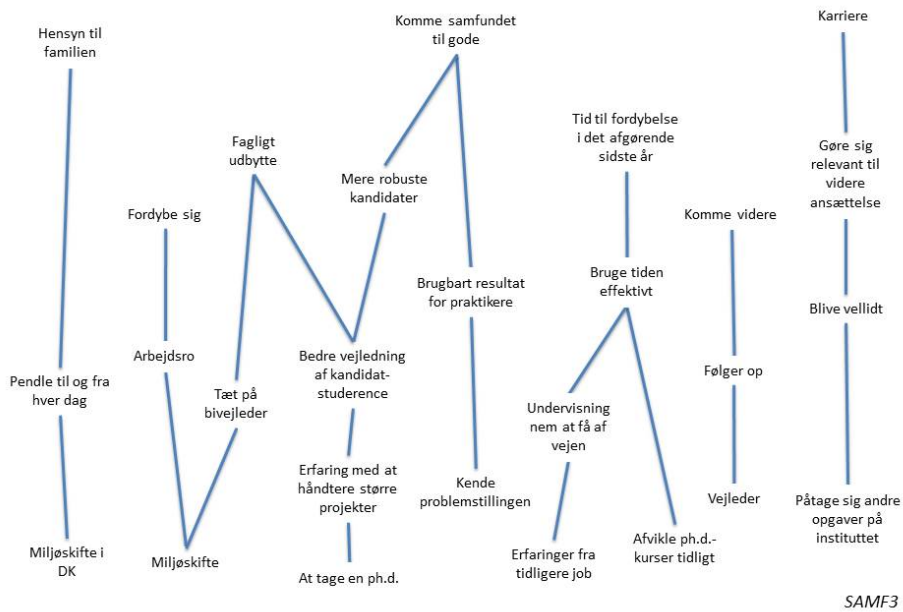 Hensyn til
familien
Komme samfundet
til gode
Karriere
Fagligt
udbytte
Tid til fordybelse
i det afgørende
sidste år
Mere robuste
kandidater
Gøre sig
relevant til
videre
ansættelse
Fordybe sig
Komme videre
Brugbart resultat
for praktikere
Bruge tiden
effektivt
Blive vellidt
Arbejdsro
Bedre vejledning
af kandidat-
studerence
Pendle til og fra
hver dag
Tæt på
bivejleder
Følger op
Undervisning
nem at få af
vejen
Erfaring med at
håndtere større
projekter
Kende
problemstillingen
Vejleder
Påtage sig andre
opgaver på
instituttet
Miljøskifte i
DK
Miljøskifte
At tage en ph.d.
Erfaringer fra
tidligere job
Afvikle ph.d.-
kurser tidligt
SAMF3